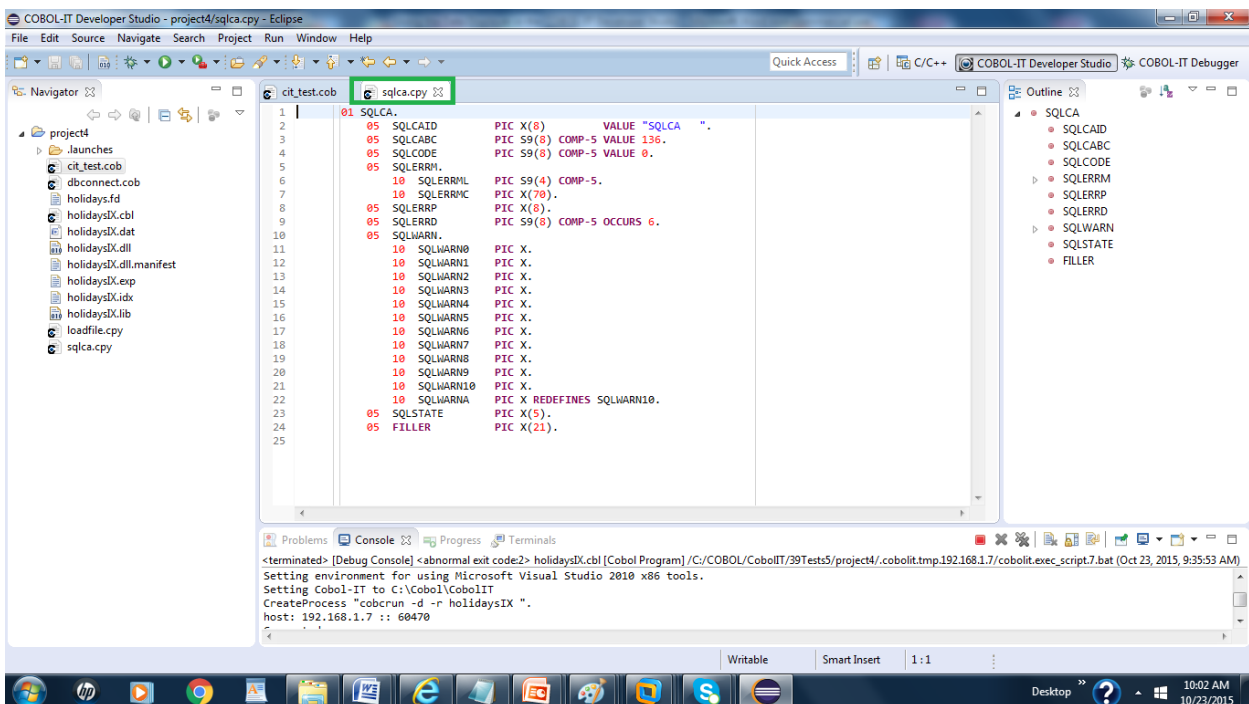 COBOL-IT Developer Studio - project4/sqlca.cpy - Eclipse
File Edit Source Navigate Search Project Run Window Help
Quick Access C/C++ COBOL-IT Developer Studio COBOL-IT Debugger
Navigator
project4
.launches
cit_test.cob
dbconnect.cob
holidays.fd
holidaysIX.cbl
holidaysIX.dat
holidaysIX.dll
holidaysIX.dll.manifest
holidaysIX.exp
holidaysIX.idx
holidaysIX.lib
loadfile.cpy
sqlca.cpy
cit_test.cob sqlca.cpy
1 01 SQLCA.
2 05 SQLCAID PIC X(8) VALUE "SQLCA   ".
3 05 SQLCABC PIC S9(8) COMP-5 VALUE 136.
4 05 SQLCODE PIC S9(8) COMP-5 VALUE 0.
5 05 SQLERRM.
6 10 SQLERRML PIC S9(4) COMP-5.
7 10 SQLERRMC PIC X(70).
8 05 SQLERRP PIC X(8).
9 05 SQLERRD PIC S9(8) COMP-5 OCCURS 6.
10 05 SQLWARN.
11 10 SQLWARN0 PIC X.
12 10 SQLWARN1 PIC X.
13 10 SQLWARN2 PIC X.
14 10 SQLWARN3 PIC X.
15 10 SQLWARN4 PIC X.
16 10 SQLWARN5 PIC X.
17 10 SQLWARN6 PIC X.
18 10 SQLWARN7 PIC X.
19 10 SQLWARN8 PIC X.
20 10 SQLWARN9 PIC X.
21 10 SQLWARN10 PIC X.
22 10 SQLWARNA PIC X REDEFINES SQLWARN10.
23 05 SQLSTATE PIC X(5).
24 05 FILLER PIC X(21).
25
Outline
SQLCA
SQLCAID
SQLCABC
SQLCODE
SQLERRM
SQLERRP
SQLERRD
SQLWARN
SQLSTATE
FILLER
Problems Console Progress Terminals
<terminated> [Debug Console] <abnormal exit code:2> holidaysIX.cbl [Cobol Program] /C:/COBOL/CobolIT/39Tests5/project4/.cobolit.tmp.192.168.1.7/cobolit.exec_script.7.bat (Oct 23, 2015, 9:35:53 AM)
Setting environment for using Microsoft Visual Studio 2010 x86 tools.
Setting Cobol-IT to C:\Cobol\CobolIT
CreateProcess "cobcrun -d -r holidaysIX ".
host: 192.168.1.7 :: 60470
Writable Smart Insert 1:1
Desktop 10:02 AM
10/23/2015